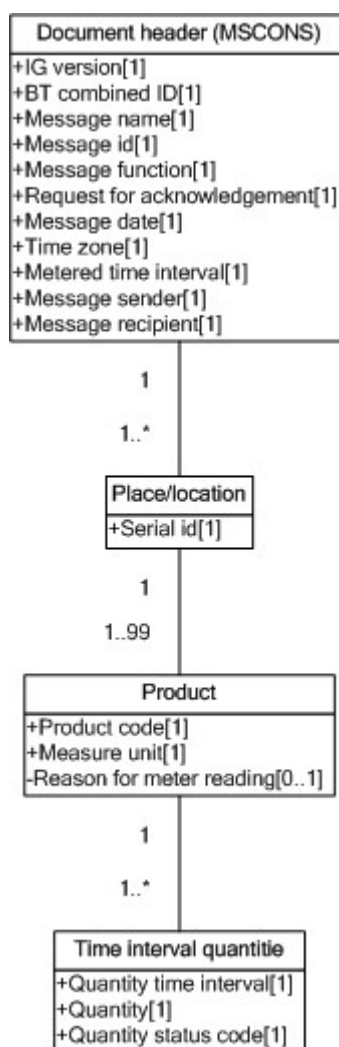 Document header (MSCONS)
+IG version[1]
+BT combined ID[1]
+Message name[1]
+Message id[1]
+Message function[1]
+Request for acknowledgement[1]
+Message date[1]
+Time zone[1]
+Metered time interval[1]
+Message sender[1]
+Message recipient[1]
1
1..*
Place/location
+Serial id[1]
1
1..99
Product
+Product code[1]
+Measure unit[1]
-Reason for meter reading[0..1]
1
1..*
Time interval quantitie
+Quantity time interval[1]
+Quantity[1]
+Quantity status code[1]